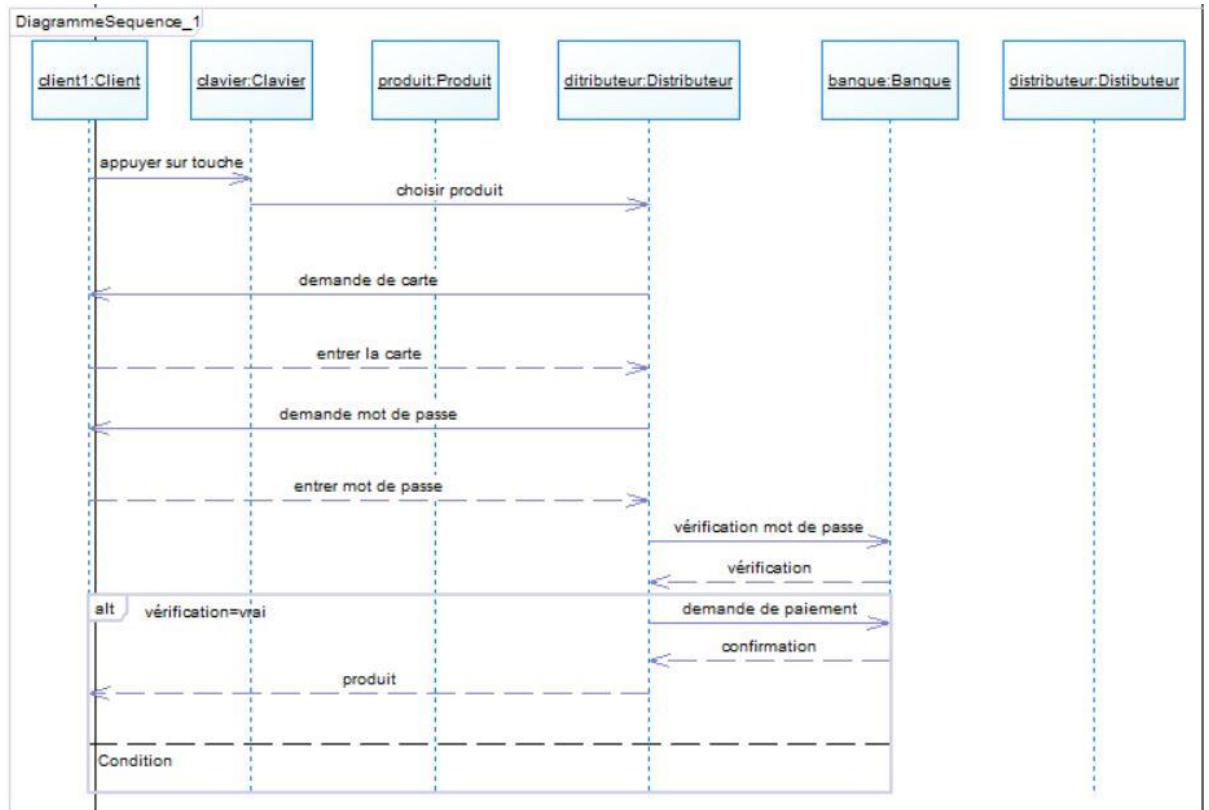 DiagrammeSequence_1
client1:Client
clavier:Clavier
produit:Produit
ditributeur:Distributeur
banque:Banque
distributeur:Distibuteur
appuyer sur touche
choisir produit
demande de carte
entrer la carte
demande mot de passe
entrer mot de passe
vérification mot de passe
vérification
alt
vérification=vrai
demande de paiement
confirmation
produit
Condition